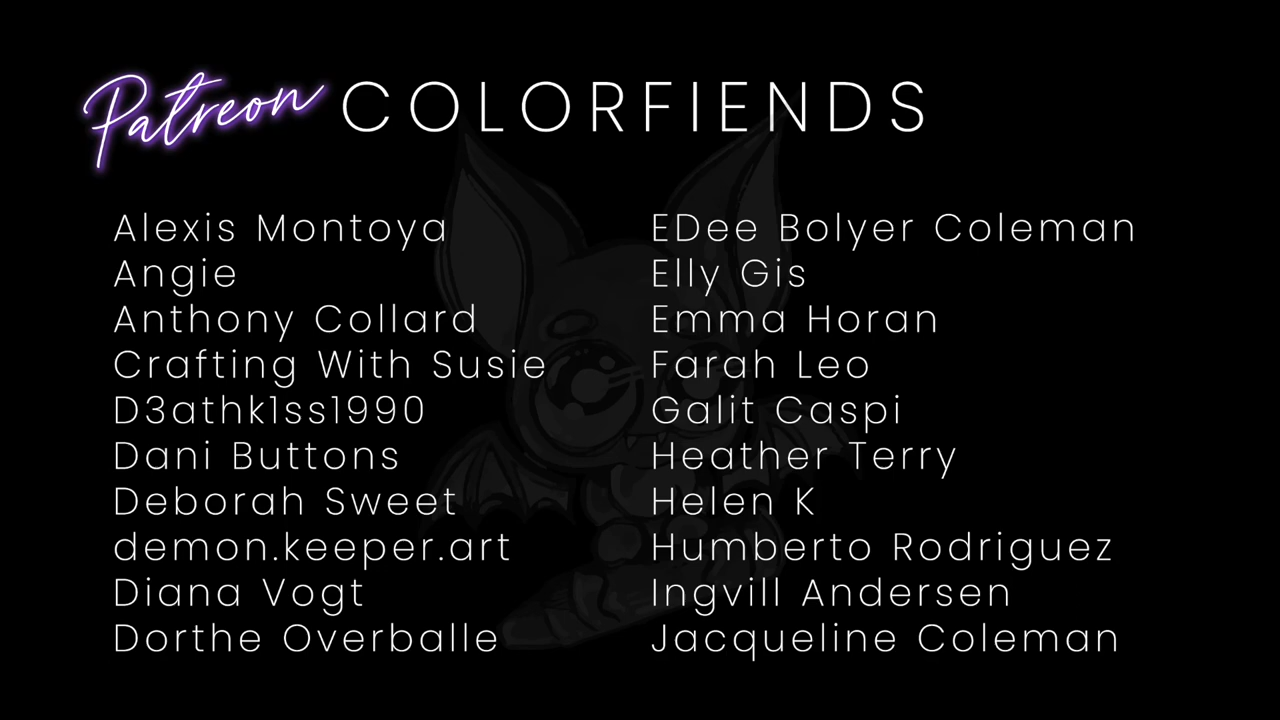 Patreon COLORFIENDS
Alexis Montoya
Angie
Anthony Collard
Crafting With Susie
D3athk1ss1990
Dani Buttons
Deborah Sweet
demon.keeper.art
Diana Vogt
Dorthe Overballe
EDee Bolyer Coleman
Elly Gis
Emma Horan
Farah Leo
Galit Caspi
Heather Terry
Helen K
Humberto Rodriguez
Ingvill Andersen
Jacqueline Coleman